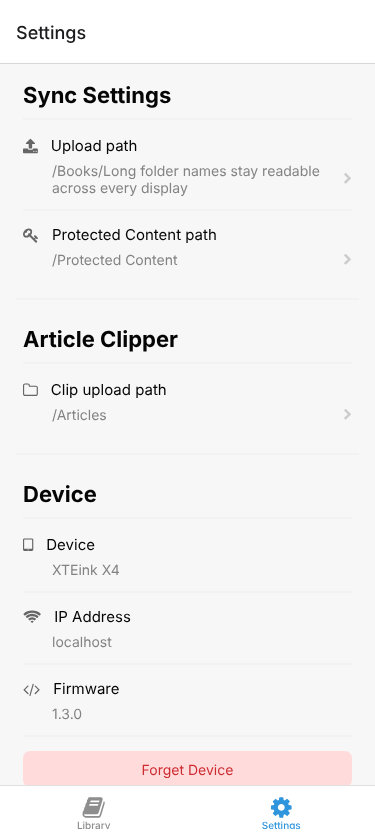 Settings
Sync Settings
Upload path
/Books/Long folder names stay readable
across every display
Protected Content path
/Protected Content
Article Clipper
Clip upload path
/Articles
Device
Device
XTEink X4
IP Address
localhost
Firmware
1.3.0
Forget Device
Library
Settings